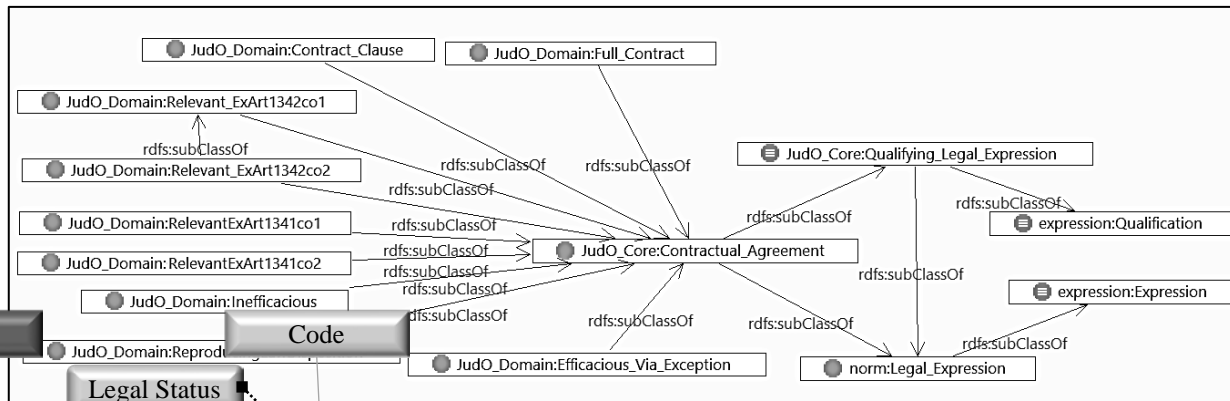 JudO_Domain:Contract_Clause
JudO_Domain:Full_Contract
JudO_Domain:Relevant_ExArt1342co1
rdfs:subClassOf
JudO_Domain:Relevant_ExArt1342co2
rdfs:subClassOf
rdfs:subClassOf
rdfs:subClassOf
rdfs:subClassOf
JudO_Core:Qualifying_Legal_Expression
rdfs:subClassOf
expression:Qualification
JudO_Domain:RelevantExArt1341co1
rdfs:subClassOf
rdfs:subClassOf
JudO_Domain:RelevantExArt1341co2
rdfs:subClassOf
JudO_Core:Contractual_Agreement
rdfs:subClassOf
rdfs:subClassOf
JudO_Domain:Inefficacious
rdfs:subClassOf
expression:Expression
Code
rdfs:subClassOf
rdfs:subClassOf
rdfs:subClassOf
JudO_Domain:Efficacious_Via_Exception
norm:Legal_Expression
Legal Status